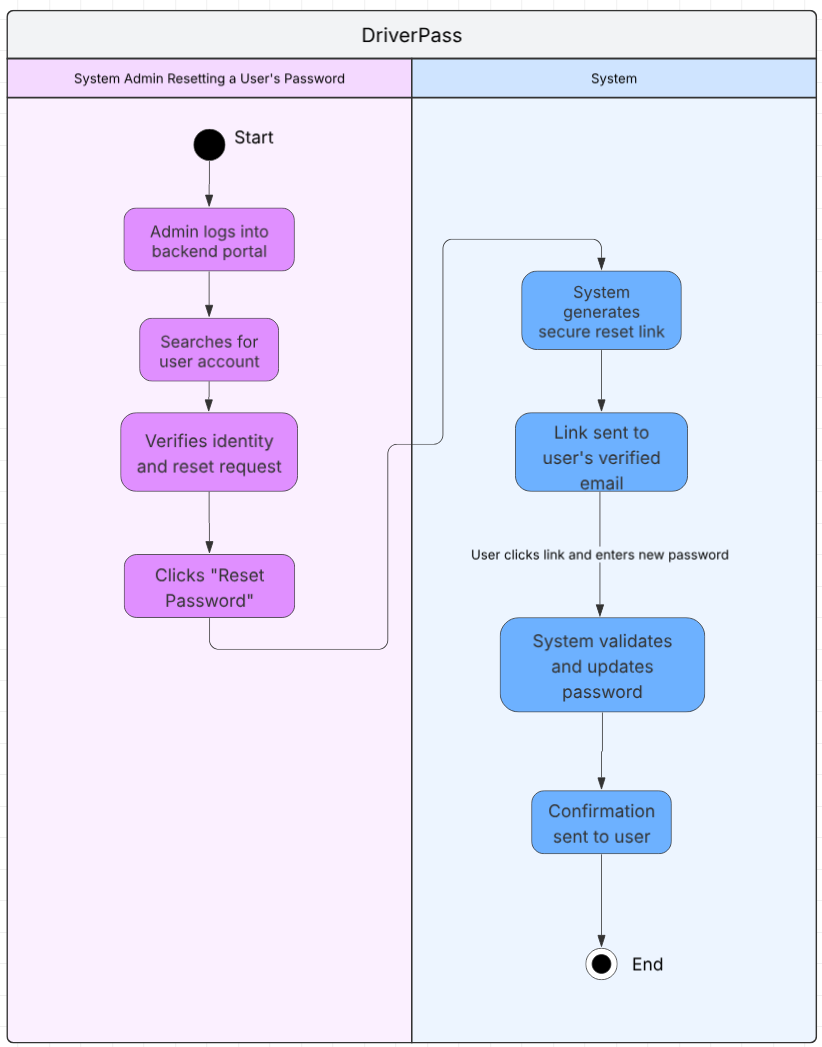 DriverPass
System Admin Resetting a User's Password
System
Start
Admin logs into
backend portal
Searches for
user account
Verifies identity
and reset request
Clicks "Reset
Password"
System
generates
secure reset link
Link sent to
user's verified
email
User clicks link and enters new password
System validates
and updates
password
Confirmation
sent to user
End